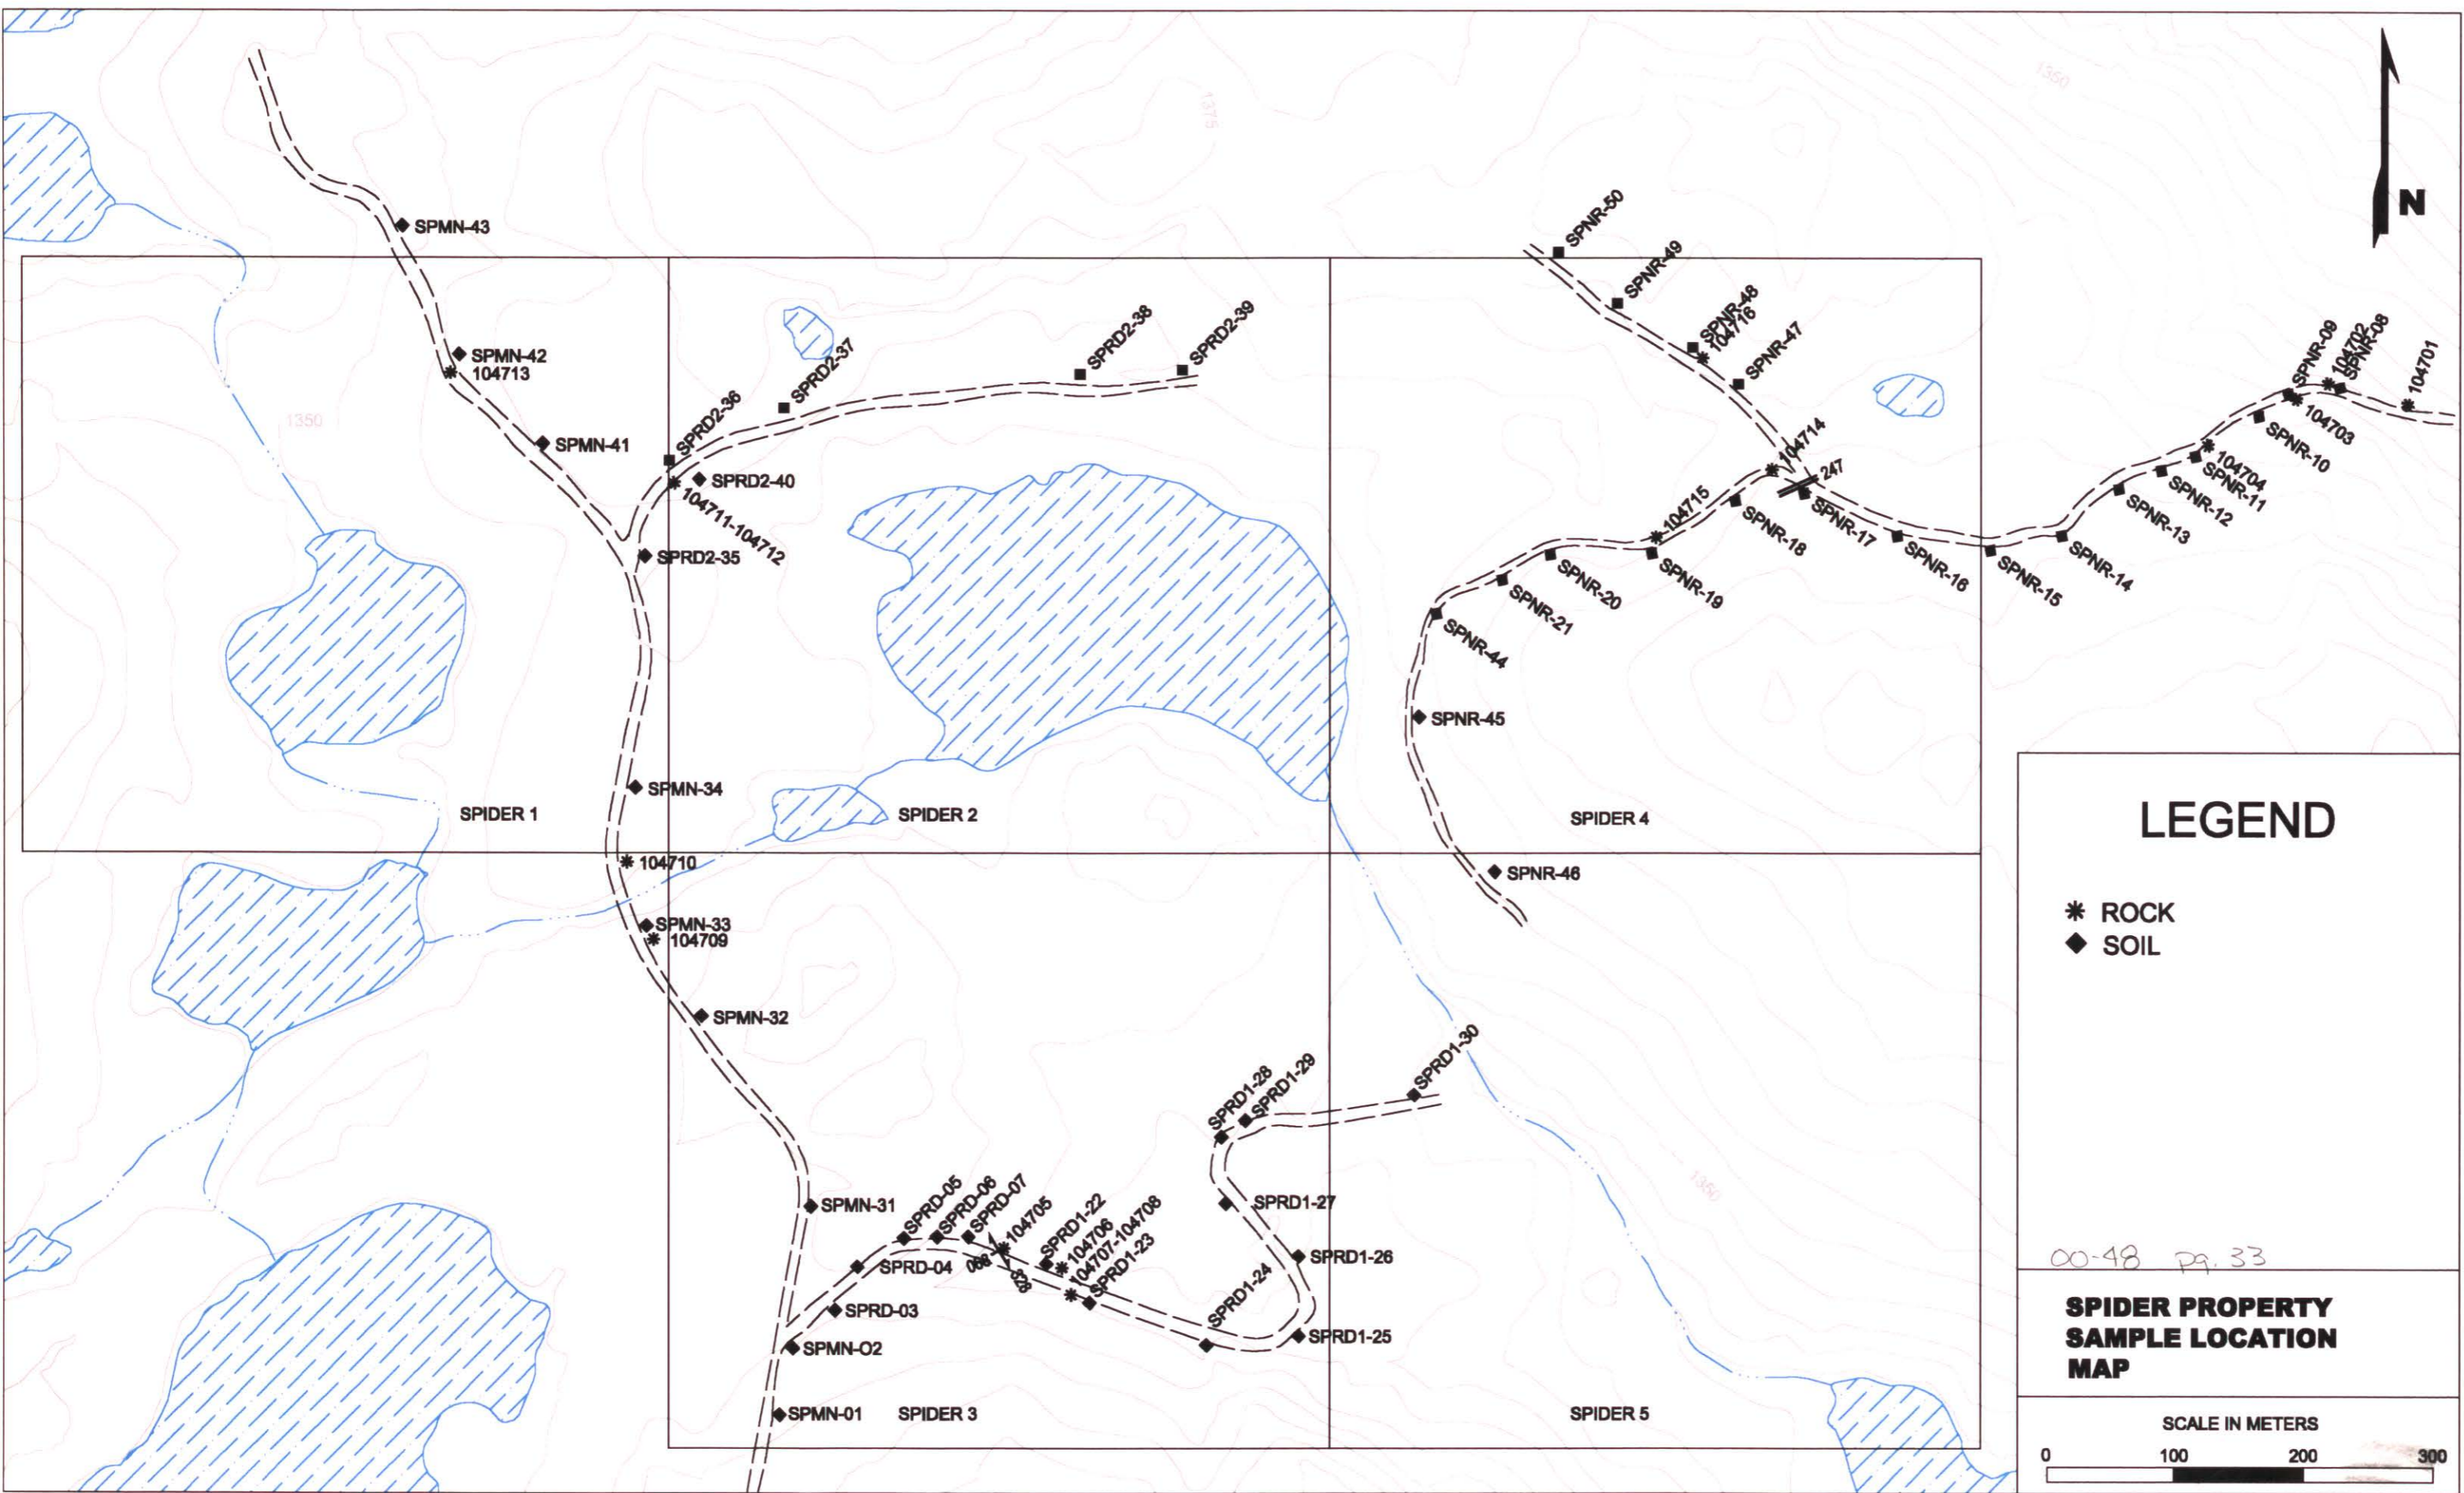 1375
1350
N
SPMN-43
SPNR-50
SPNR-49
SPNR-48
104716
SPNR-47
SPMN-42
104713
SPRD2-38
SPRD2-39
SPRD2-37
SPRD2-36
SPNR-09
104702
SPNR-08
104701
1350
SPMN-41
SPRD2-40
104711-104712
SPRD2-35
104714
247
104715
104703
SPNR-10
104704
SPNR-11
SPNR-12
SPNR-13
SPNR-14
SPNR-15
SPNR-16
SPNR-17
SPNR-18
SPNR-19
SPNR-20
SPNR-21
SPNR-44
SPNR-45
SPMN-34
SPIDER 1
SPIDER 2
SPIDER 4
104710
SPNR-46
SPMN-33
104709
SPMN-32
SPRD1-30
SPRD1-28
SPRD1-29
SPMN-31
SPRD-05
SPRD-06
SPRD-07
104705
SPRD1-22
104706
104707-104708
SPRD1-23
SPRD1-27
1350
SPRD-04
SPRD1-26
SPRD1-24
SPRD-03
SPRD1-25
SPMN-O2
SPMN-01
SPIDER 3
SPIDER 5
LEGEND
ROCK
SOIL
00-48 pg. 33
SPIDER PROPERTY
SAMPLE LOCATION
MAP
SCALE IN METERS
0 100 200 300